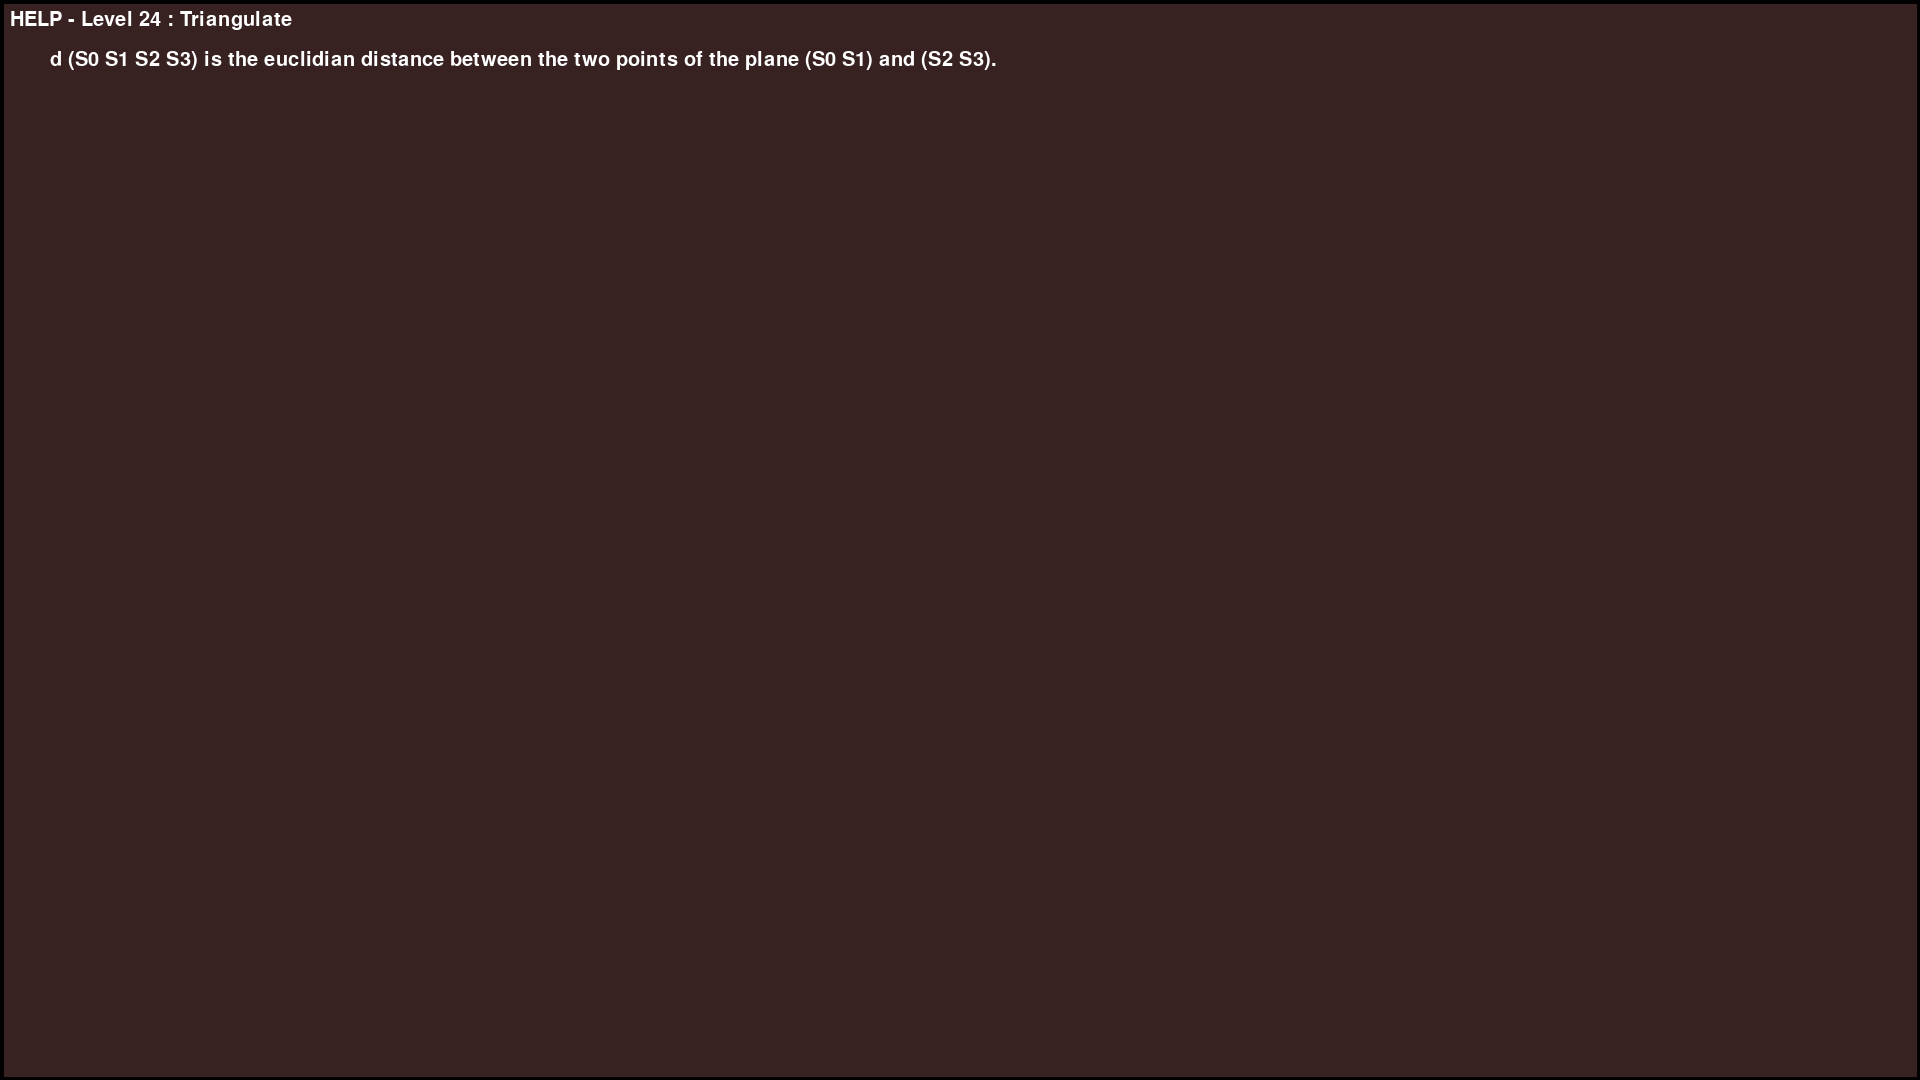 HELP - Level 24 : Triangulate
d (S0 S1 S2 S3) is the euclidian distance between the two points of the plane (S0 S1) and (S2 S3).